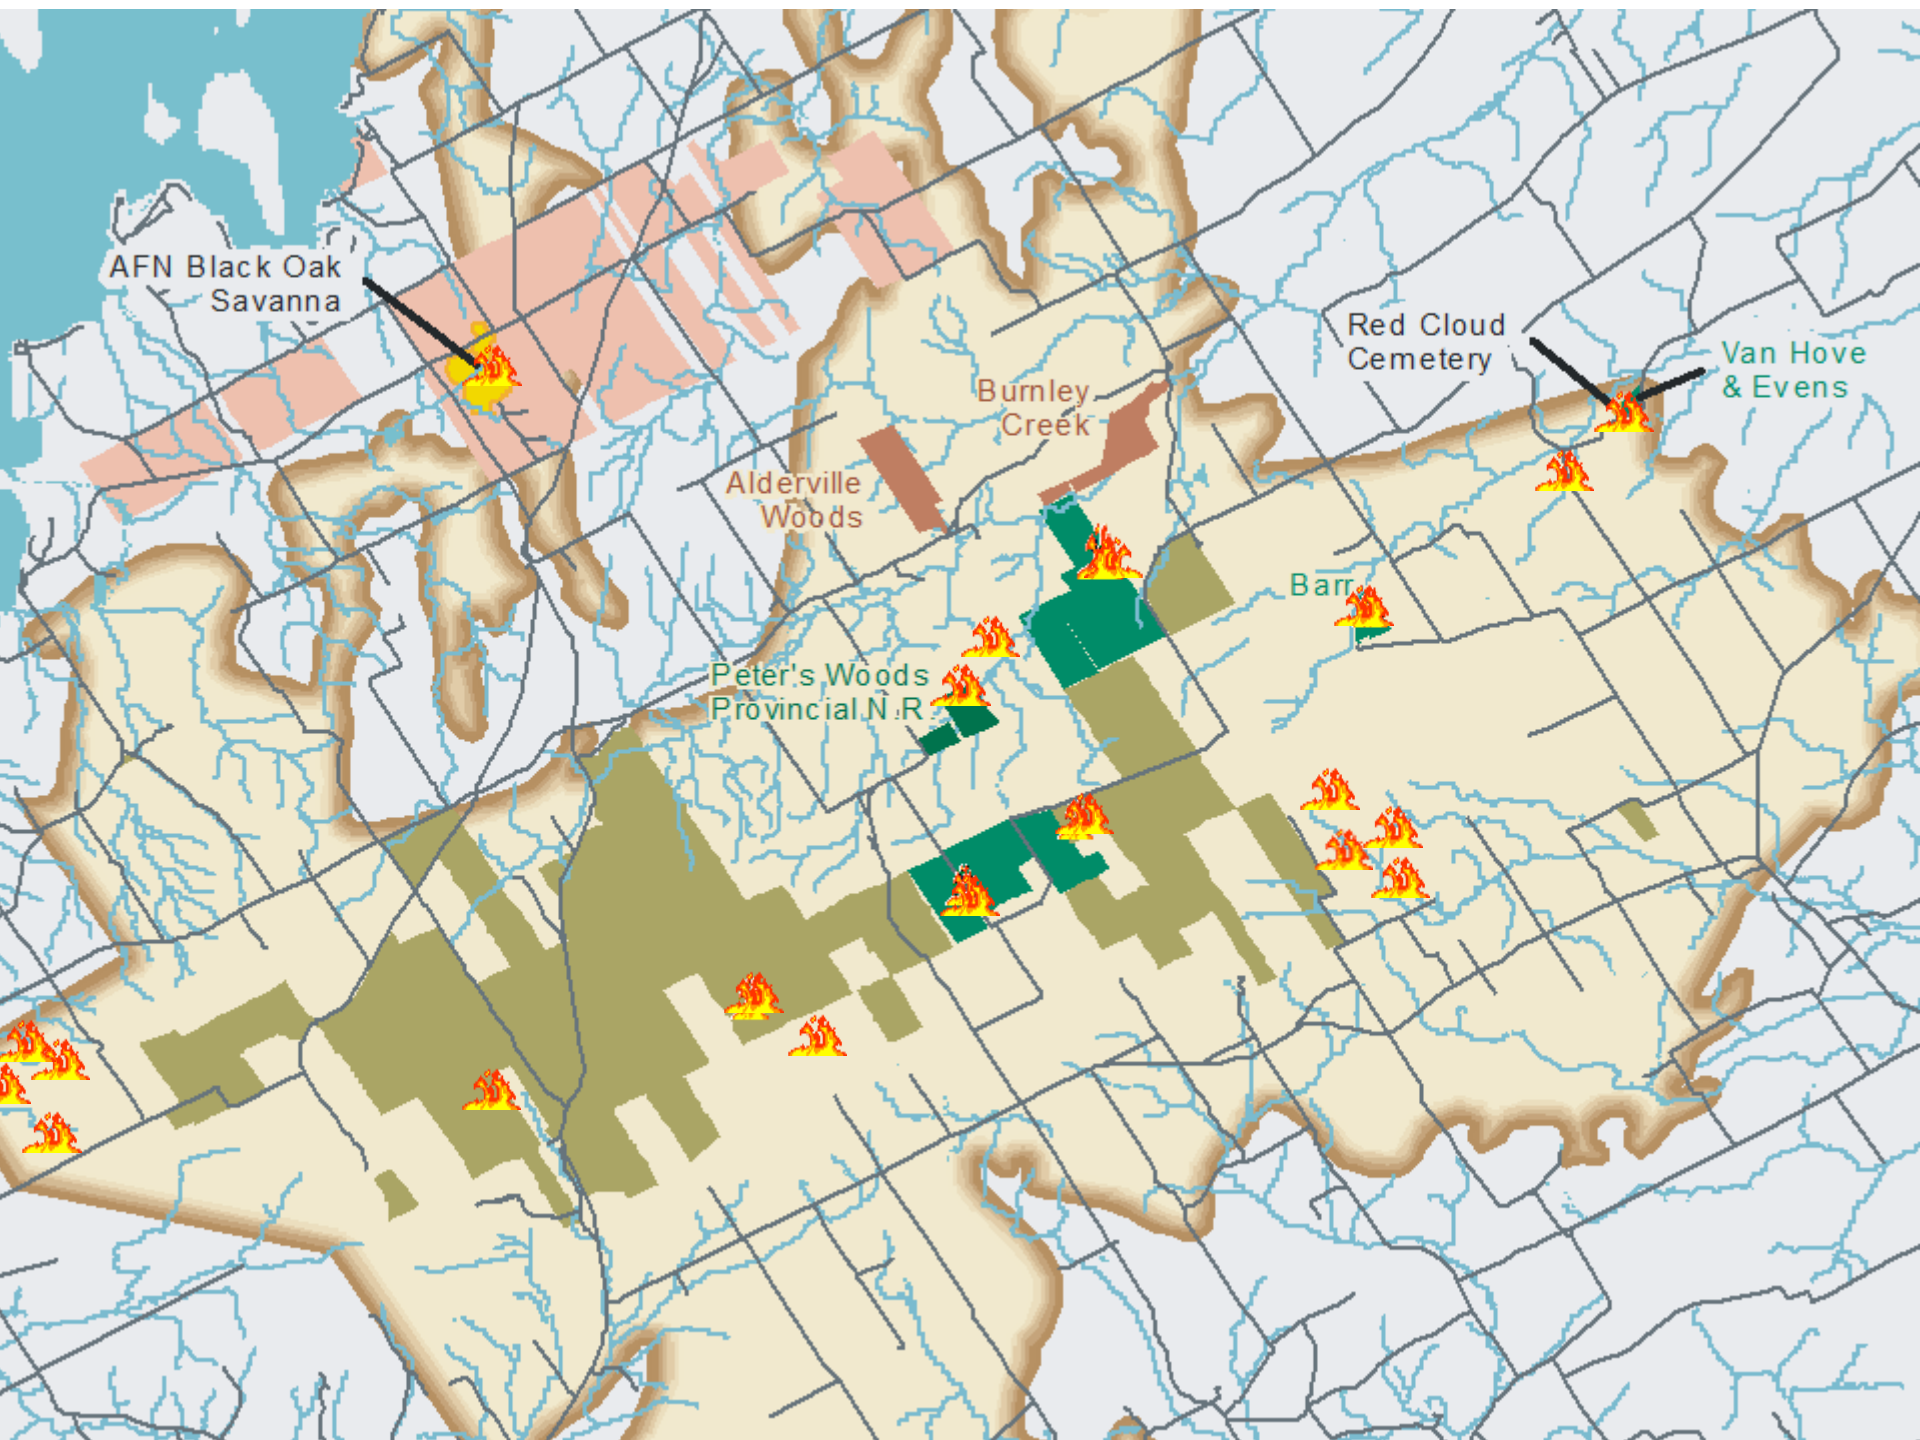 AFN Black Oak
Savanna
Red Cloud
Cemetery
Van Hove
& Evens
Burnley
Creek
Alderville
Woods
Barr
Peter's Woods
Provincial N.R.